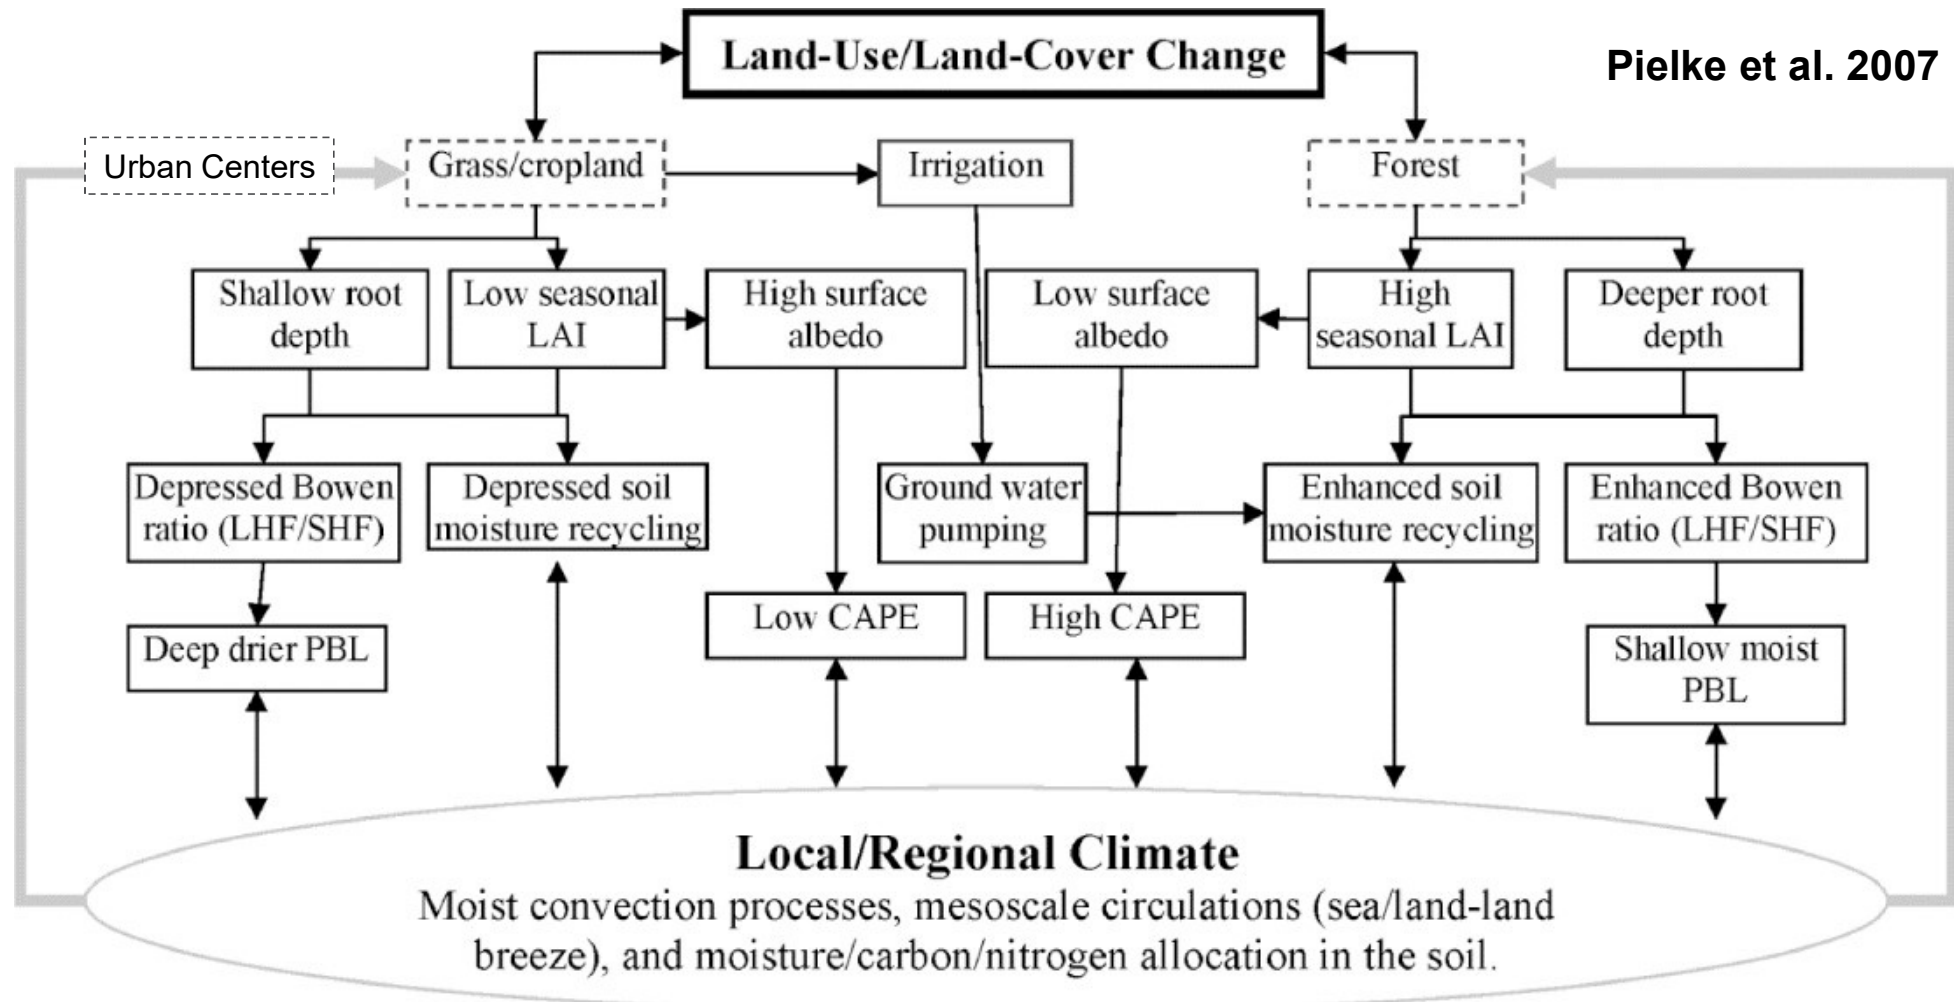 Land-Use/Land-Cover Change
Pielke et al. 2007
Urban Centers
Grass/cropland
Irrigation
Forest
Shallow root
depth
Low seasonal
LAI
High surface
albedo
Low surface
albedo
High
seasonal LAI
Deeper root
depth
Depressed Bowen
ratio (LHF/SHF)
Depressed soil
moisture recycling
Ground water
pumping
Enhanced soil
moisture recycling
Enhanced Bowen
ratio (LHF/SHF)
Deep drier PBL
Low CAPE
High CAPE
Shallow moist
PBL
Local/Regional Climate
Moist convection processes, mesoscale circulations (sea/land-land
breeze), and moisture/carbon/nitrogen allocation in the soil.